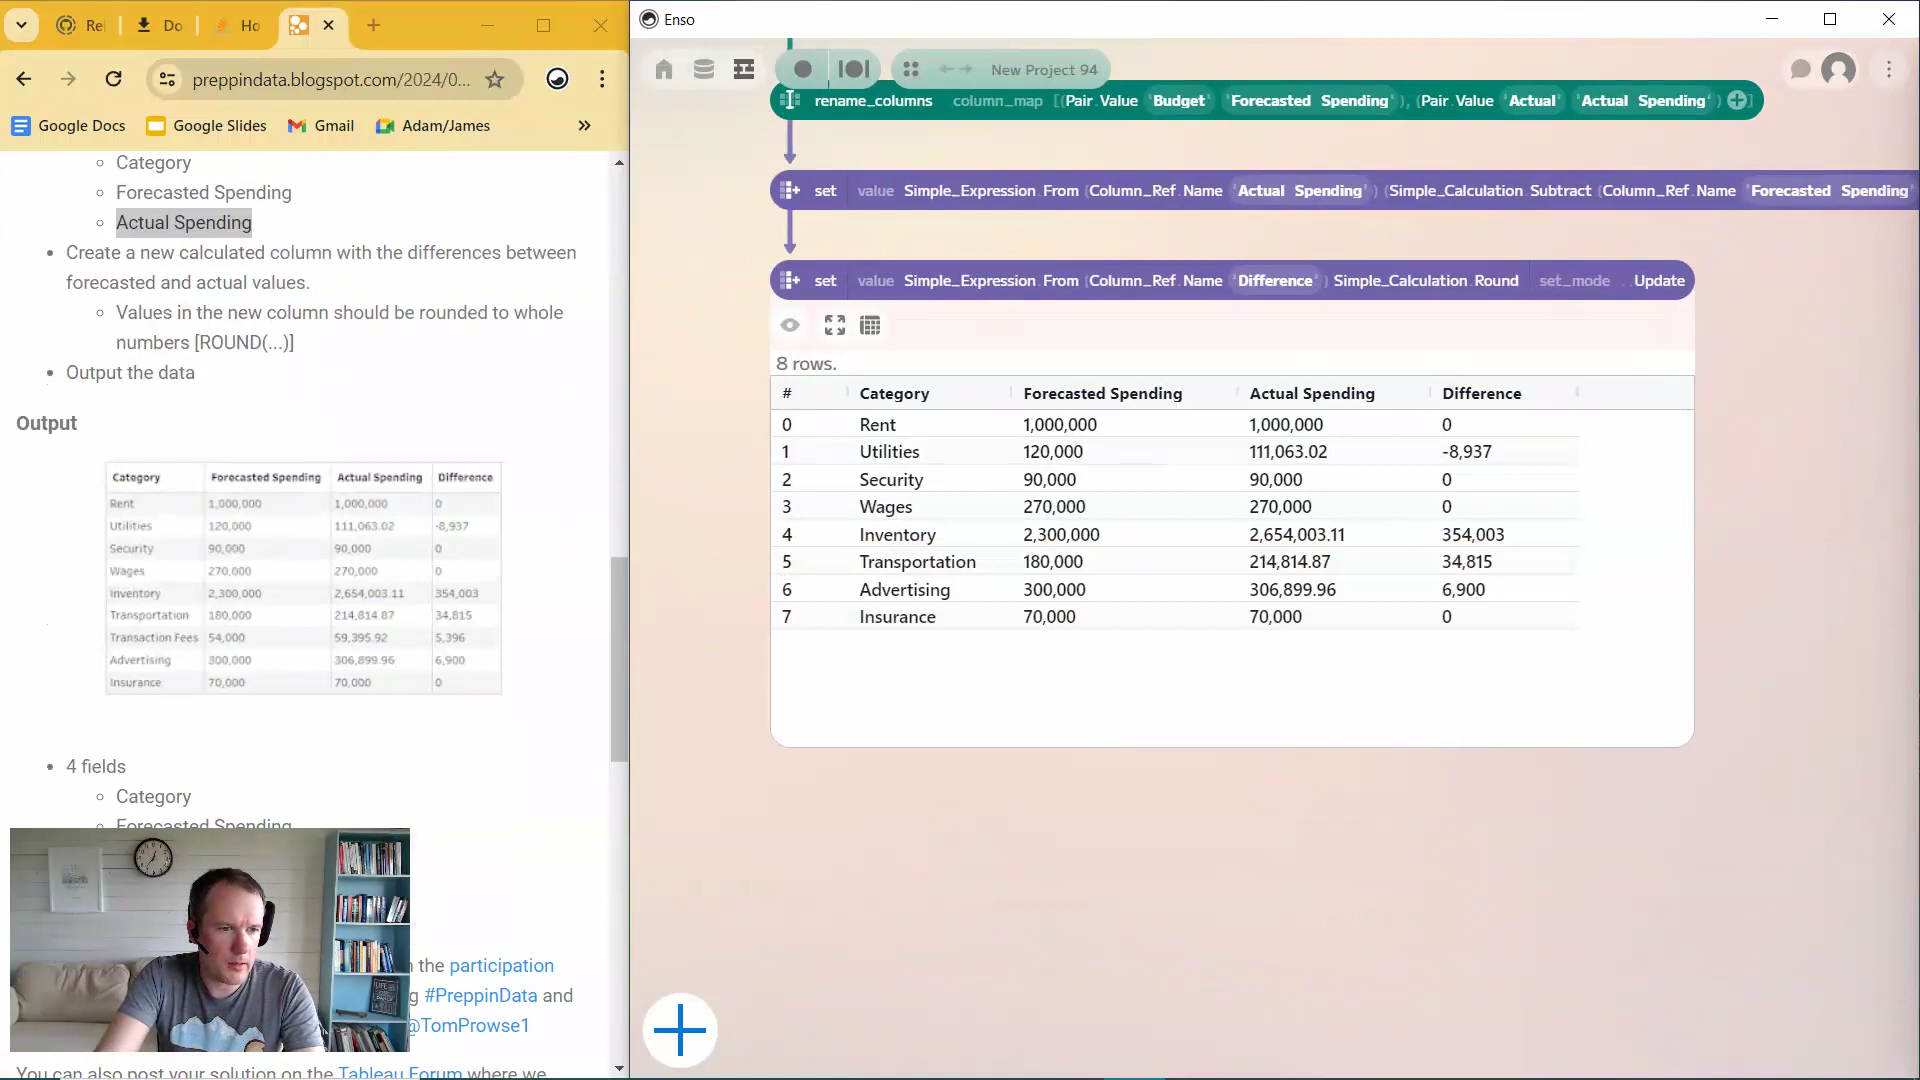 Re
Do
Ho
preppindata.blogspot.com/2024/0...
Google Docs
Google Slides
Gmail
Adam/James
Category
Forecasted Spending
Actual Spending
Create a new calculated column with the differences between
forecasted and actual values.
Values in the new column should be rounded to whole
numbers [ROUND(...)]
Output the data
Output
Category Forecasted Spending Actual Spending Difference
Rent 1,000,000 1,000,000 0
Utilities 120,000 111,063.02 -8,937
Security 90,000 90,000 0
Wages 270,000 270,000 0
Inventory 2,300,000 2,654,003.11 354,003
Transportation 180,000 214,814.87 34,815
Transaction Fees 54,000 59,395.92 5,396
Advertising 300,000 306,899.96 6,900
Insurance 70,000 70,000 0
4 fields
Category
Forecasted Spending
the participation
#PreppinData and
@TomProwse1
You can also post your solution on the Tableau Forum where we
Enso
New Project 94
rename_columns column_map [(Pair Value 'Budget' 'Forecasted Spending'), (Pair Value 'Actual' 'Actual Spending')]
set value Simple_Expression From (Column_Ref Name 'Actual Spending') (Simple_Calculation Subtract (Column_Ref Name 'Forecasted Spending'
set value Simple_Expression From (Column_Ref Name 'Difference') Simple_Calculation Round set_mode ..Update
8 rows.
# Category Forecasted Spending Actual Spending Difference
0 Rent 1,000,000 1,000,000 0
1 Utilities 120,000 111,063.02 -8,937
2 Security 90,000 90,000 0
3 Wages 270,000 270,000 0
4 Inventory 2,300,000 2,654,003.11 354,003
5 Transportation 180,000 214,814.87 34,815
6 Advertising 300,000 306,899.96 6,900
7 Insurance 70,000 70,000 0